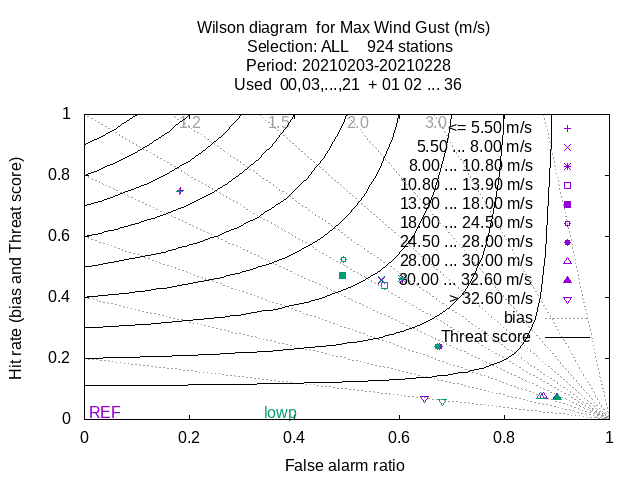 Wilson diagram  for Max Wind Gust (m/s)
Selection: ALL    924 stations
Period: 20210203-20210228
Used  00,03,...,21  + 01 02 ... 36
1.2 1.5 2.0 3.0
<= 5.50 m/s
5.50 ... 8.00 m/s
8.00 ... 10.80 m/s
10.80 ... 13.90 m/s
13.90 ... 18.00 m/s
18.00 ... 24.50 m/s
24.50 ... 28.00 m/s
28.00 ... 30.00 m/s
30.00 ... 32.60 m/s
> 32.60 m/s
bias
Threat score
Hit rate (bias and Threat score)
1
0.8
0.6
0.4
0.2
0
REF lowp
0 0.2 0.4 0.6 0.8 1
False alarm ratio